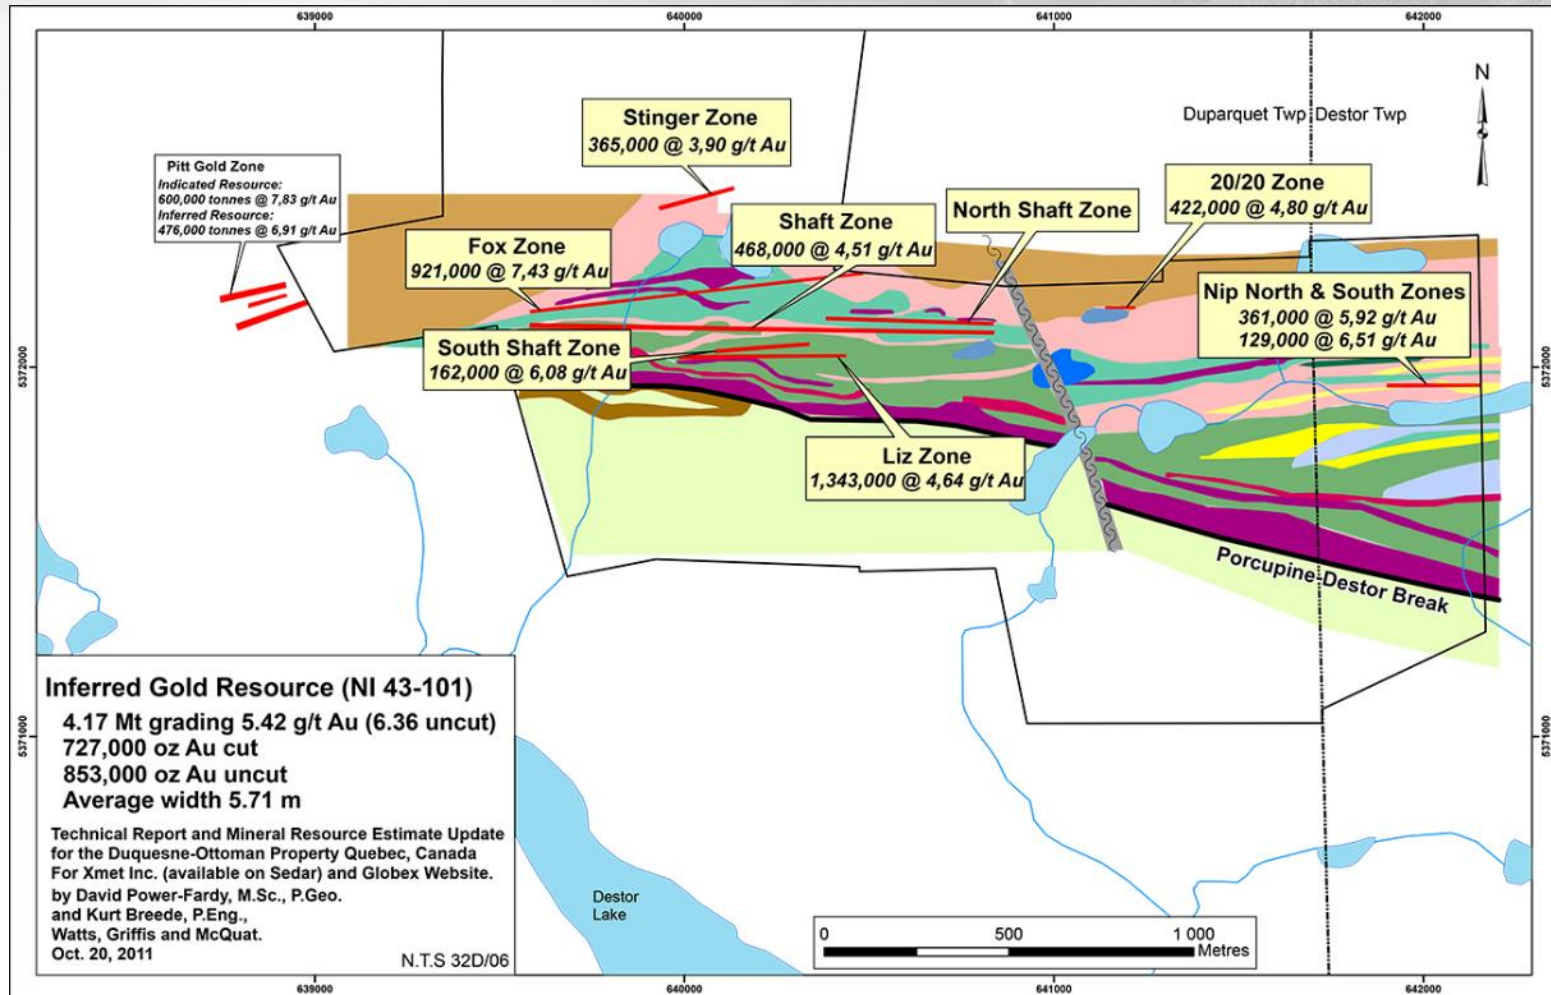 639000
640000
641000
642000
N
Duparquet Twp
Destor Twp
Stinger Zone
365,000 @ 3,90 g/t Au
Pitt Gold Zone
Indicated Resource:
600,000 tonnes @ 7,83 g/t Au
Inferred Resource:
476,000 tonnes @ 6,91 g/t Au
20/20 Zone
422,000 @ 4,80 g/t Au
North Shaft Zone
Shaft Zone
468,000 @ 4,51 g/t Au
Fox Zone
921,000 @ 7,43 g/t Au
Nip North & South Zones
361,000 @ 5,92 g/t Au
129,000 @ 6,51 g/t Au
South Shaft Zone
162,000 @ 6,08 g/t Au
5372000
5372000
Liz Zone
1,343,000 @ 4,64 g/t Au
Porcupine-Destor Break
Inferred Gold Resource (NI 43-101)
4.17 Mt grading 5.42 g/t Au (6.36 uncut)
727,000 oz Au cut
853,000 oz Au uncut
Average width 5.71 m
5371000
5371000
Technical Report and Mineral Resource Estimate Update
for the Duquesne-Ottoman Property Quebec, Canada
For Xmet Inc. (available on Sedar) and Globex Website.
by David Power-Fardy, M.Sc., P.Geo.
and Kurt Breede, P.Eng.,
Watts, Griffis and McQuat.
Oct. 20, 2011
N.T.S 32D/06
Destor
Lake
0
500
1 000
Metres
639000
640000
641000
642000